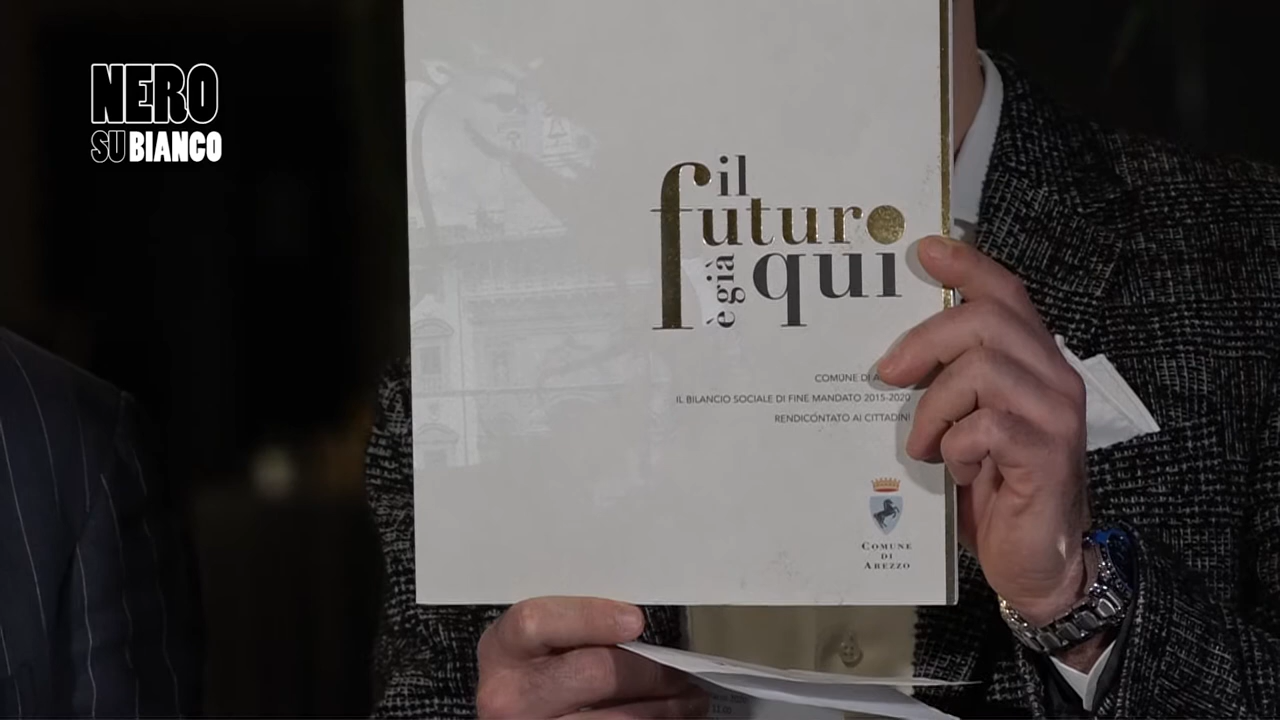 NERO
SU BIANCO
il
futuro
è già
qui
COMUNE DI
IL BILANCIO SOCIALE DI FINE MANDATO 2015-2020
RENDICONTATO AI CITTADINI
COMUNE
DI
AREZZO